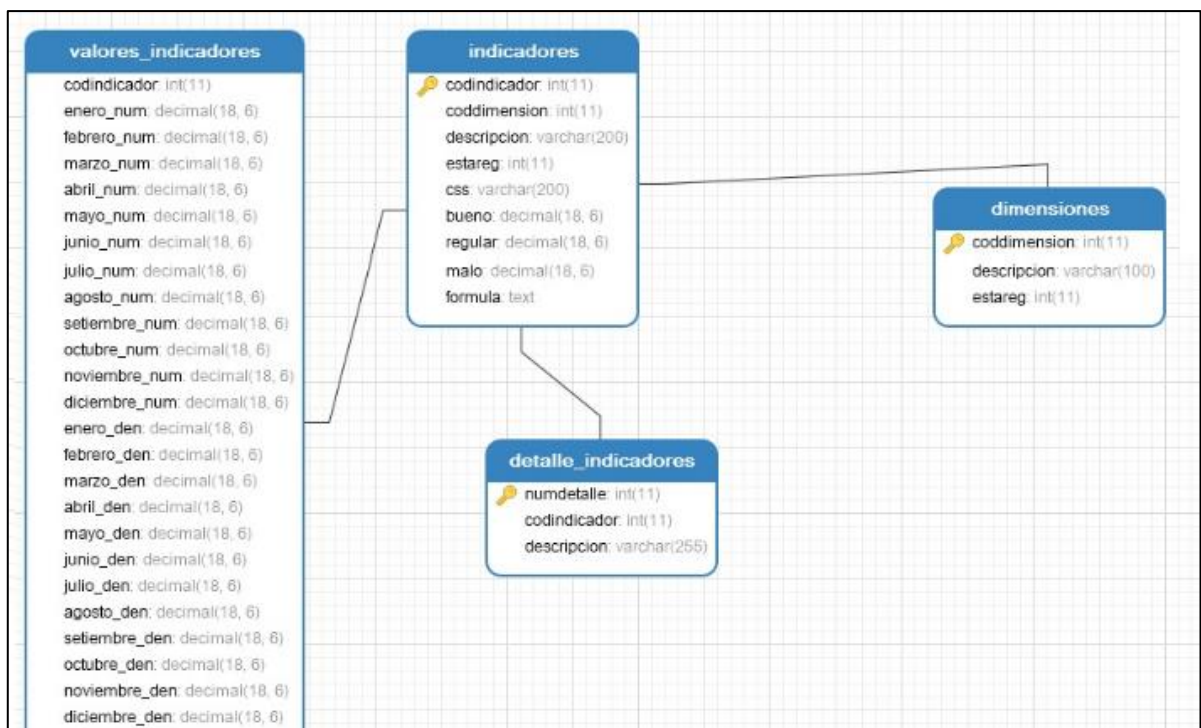 valores_indicadores
codindicador: int(11)
enero_num: decimal(18, 6)
febrero_num: decimal(18, 6)
marzo_num: decimal(18, 6)
abril_num: decimal(18, 6)
mayo_num: decimal(18, 6)
junio_num: decimal(18, 6)
julio_num: decimal(18, 6)
agosto_num: decimal(18, 6)
setiembre_num: decimal(18, 6)
octubre_num: decimal(18, 6)
noviembre_num: decimal(18, 6)
diciembre_num: decimal(18, 6)
enero_den: decimal(18, 6)
febrero_den: decimal(18, 6)
marzo_den: decimal(18, 6)
abril_den: decimal(18, 6)
mayo_den: decimal(18, 6)
junio_den: decimal(18, 6)
julio_den: decimal(18, 6)
agosto_den: decimal(18, 6)
setiembre_den: decimal(18, 6)
octubre_den: decimal(18, 6)
noviembre_den: decimal(18, 6)
diciembre_den: decimal(18, 6)
indicadores
codindicador: int(11)
coddimension: int(11)
descripcion: varchar(200)
estareg: int(11)
css: varchar(200)
bueno: decimal(18, 6)
regular: decimal(18, 6)
malo: decimal(18, 6)
formula: text
detalle_indicadores
numdetalle: int(11)
codindicador: int(11)
descripcion: varchar(255)
dimensiones
coddimension: int(11)
descripcion: varchar(100)
estareg: int(11)